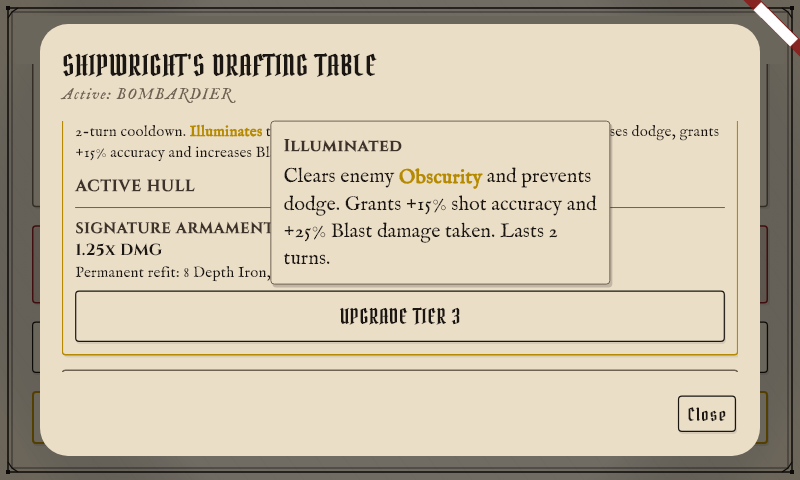 SHIPWRIGHT'S DRAFTING TABLE
Active: BOMBARDIER
2-turn cooldown. Illuminates
ses dodge, grants
+15% accuracy and increases
ACTIVE HULL
SIGNATURE ARMAMENT
1.25X DMG
Permanent refit: 8 Depth Iron,
ILLUMINATED
Clears enemy Obscurity and prevents
dodge. Grants +15% shot accuracy and
+25% Blast damage taken. Lasts 2
turns.
UPGRADE TIER 3
Close